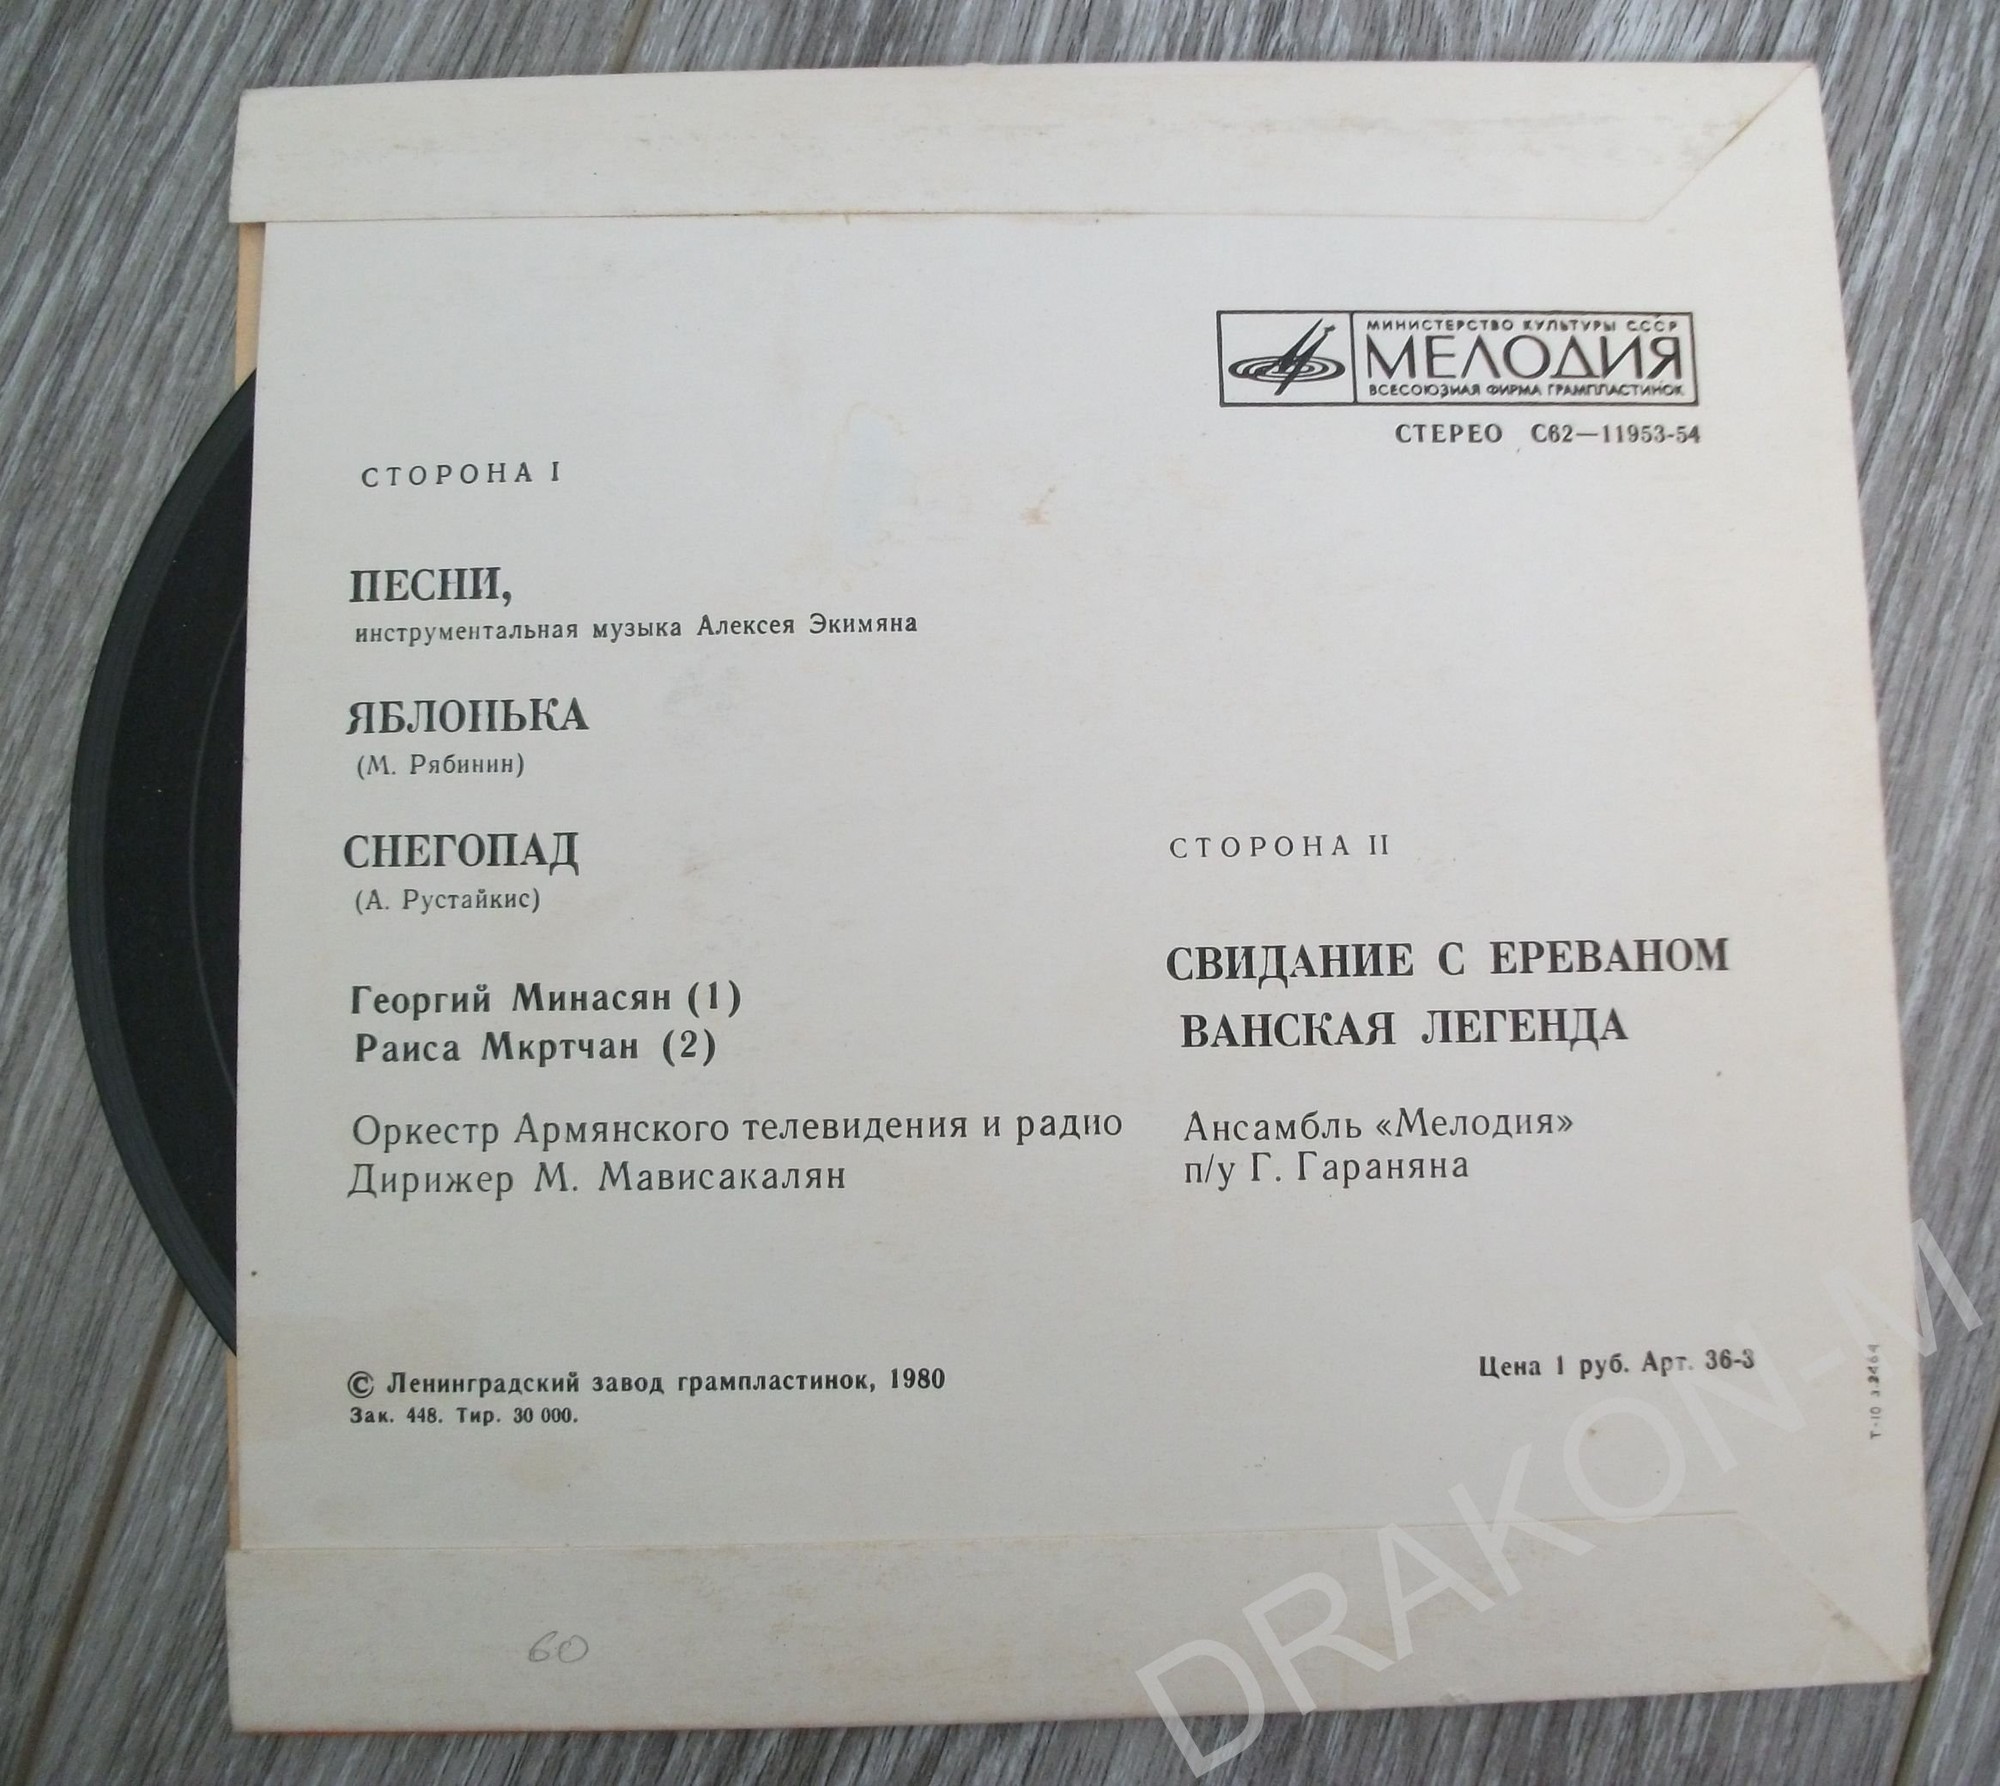 МИНИСТЕРСТВО КУЛЬТУРЫ СССР
МЕЛОДИЯ
ВСЕСОЮЗНАЯ ФИРМА ГРАМПЛАСТИНОК
СТЕРЕО С62—11953-54
СТОРОНА I
ПЕСНИ,
инструментальная музыка Алексея Экимяна
ЯБЛОНЬКА
(М. Рябинин)
СНЕГОПАД
(А. Рустайкис)
Георгий Минасян (1)
Раиса Мкртчан (2)
Оркестр Армянского телевидения и радио
Дирижер М. Мависакалян
СТОРОНА II
СВИДАНИЕ С ЕРЕВАНОМ
ВАНСКАЯ ЛЕГЕНДА
Ансамбль «Мелодия»
п/у Г. Гараняна
© Ленинградский завод грампластинок, 1980
Зак. 448. Тир. 30 000.
Цена 1 руб. Арт. 36-3
Т-10 З.2464
60
DRAKON-M